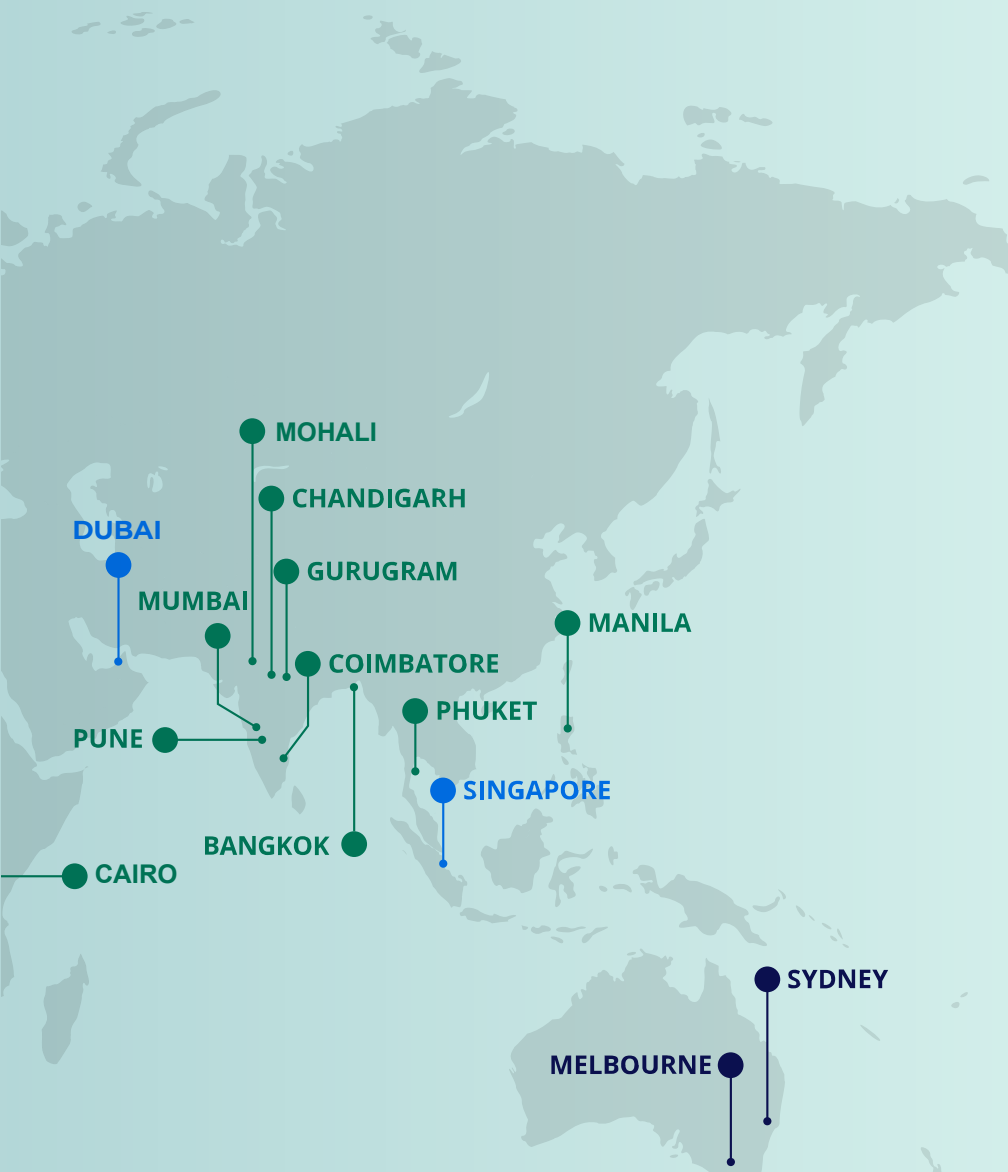 MOHALI
CHANDIGARH
DUBAI
GURUGRAM
MUMBAI
MANILA
COIMBATORE
PHUKET
PUNE
SINGAPORE
BANGKOK
CAIRO
SYDNEY
MELBOURNE